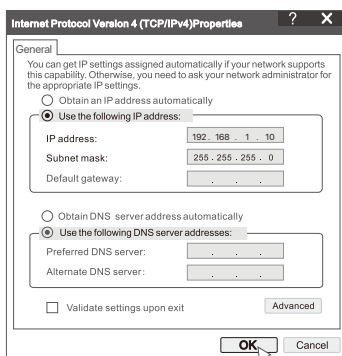 Internet Protocol Version 4 (TCP/IPv4)Properties ? X
General
You can get IP settings assigned automatically if your network supports
this capability. Otherwise, you need to ask your network administrator for
the appropriate IP settings.
Obtain an IP address automatically
Use the following IP address:
IP address: 192. 168 . 1 . 10
Subnet mask: 255 . 255 . 255 . 0
Default gateway: . . .
Obtain DNS server address automatically
Use the following DNS server addresses:
Preferred DNS server: . . .
Alternate DNS server: . . .
Validate settings upon exit
Advanced
OK Cancel